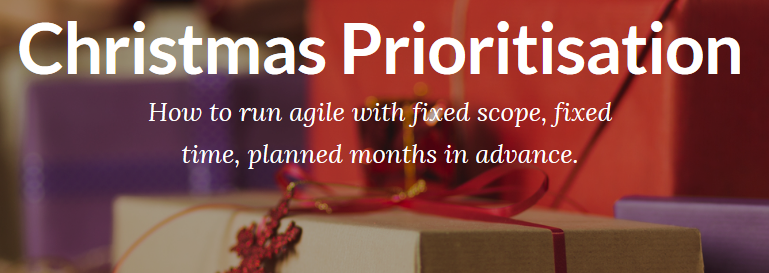 Christmas Prioritisation
How to run agile with fixed scope, fixed
time, planned months in advance.